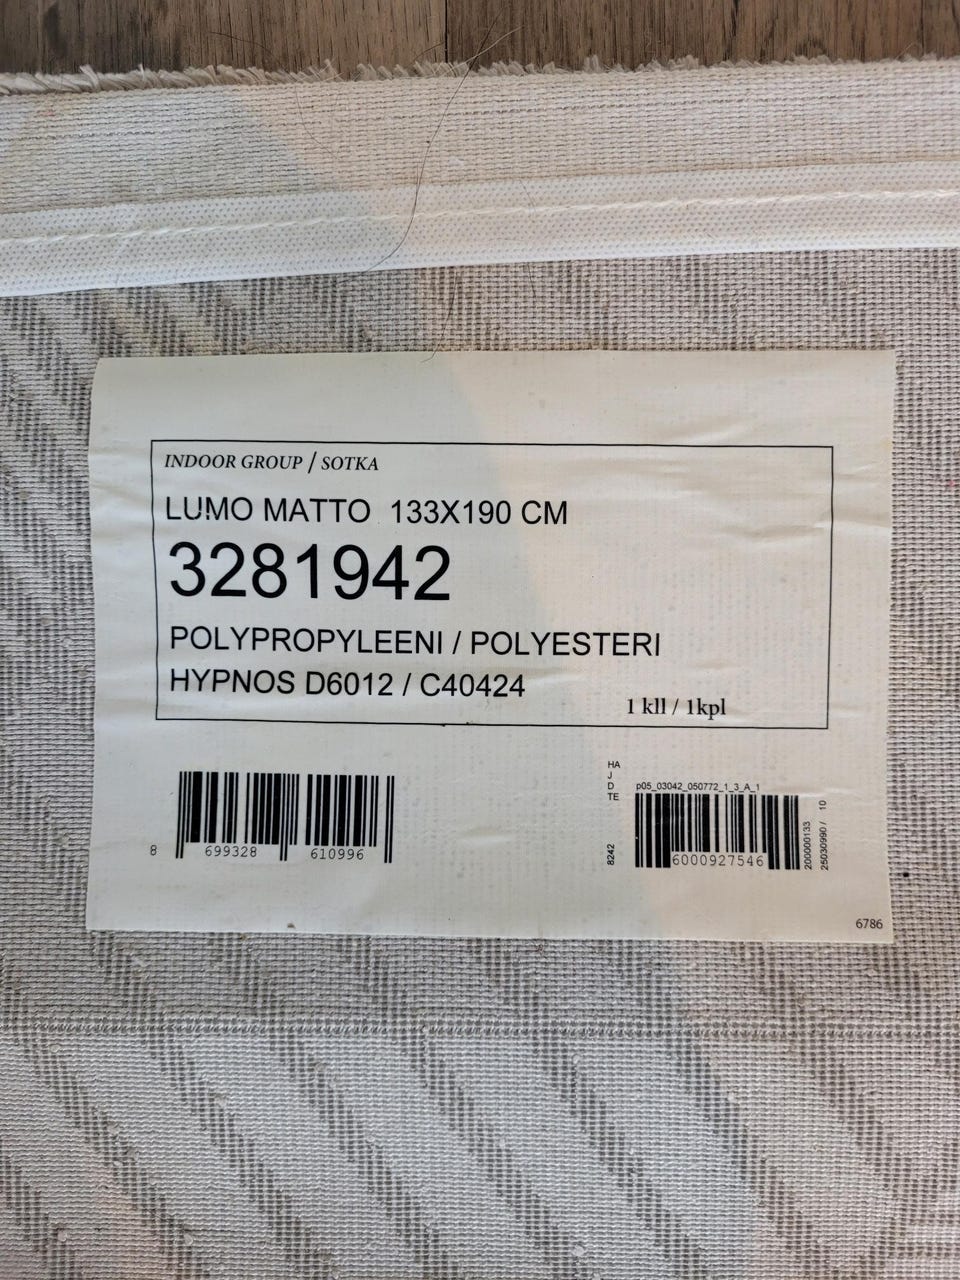 INDOOR GROUP / SOTKA
LUMO MATTO 133X190 CM
3281942
POLYPROPYLEENI / POLYESTERI
HYPNOS D6012 / C40424
1 kll / 1kpl
8 699328 610996
HA
J
D
TE
p05_03042_050772_1_3_A_1
8242
6000927546
200000133
25030990 / 10
6786